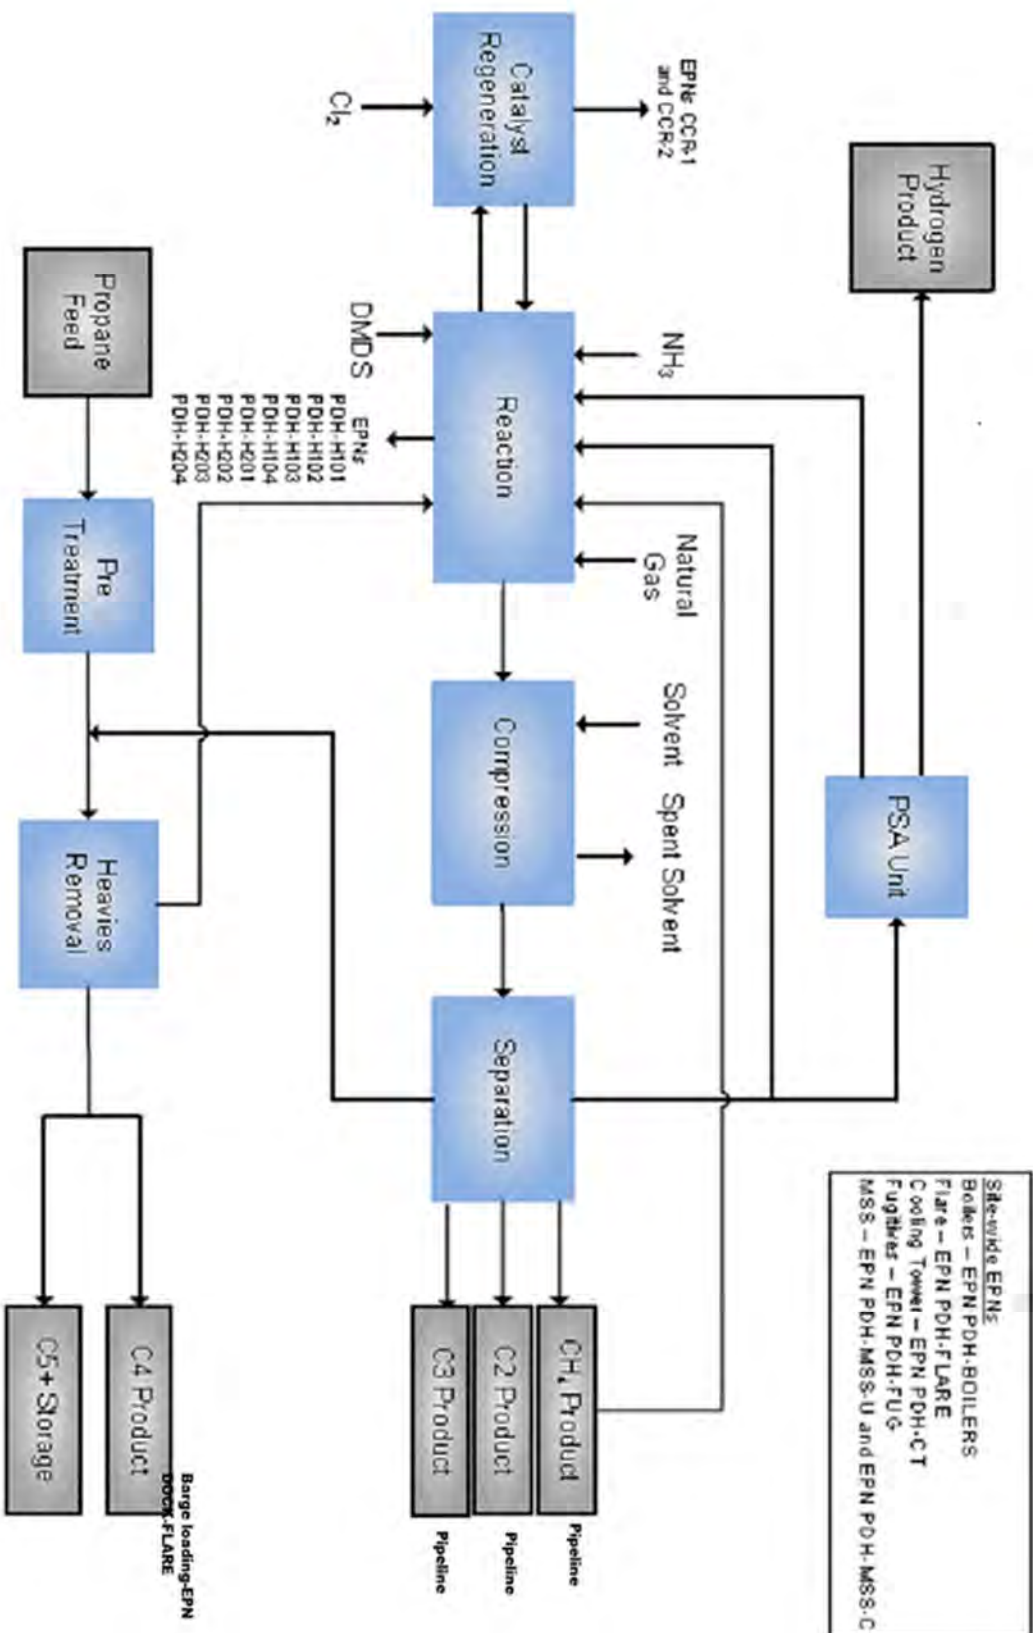 Hydrogen
Product
EPNs CCR-1
and CCR-2
Catalyst
Regeneration
Cl₂
NH₃
DMDS
Reaction
EPNs
PDH-H101
PDH-H102
PDH-H103
PDH-H104
PDH-H201
PDH-H202
PDH-H203
PDH-H204
Natural
Gas
Propane
Feed
Pre
Treatment
Solvent
Spent Solvent
Compression
PSA Unit
Heavies
Removal
Separation
Site-wide EPNs
Boilers – EPN PDH-BOILERS
Flare – EPN PDH-FLARE
Cooling Tower – EPN PDH-CT
Fugitives – EPN PDH-FUG
MSS – EPN PDH-MSS-U and EPN PDH-MSS-C
CH₄ Product
Pipeline
C2 Product
Pipeline
C3 Product
Pipeline
C4 Product
Barge loading-EPN
DOCK-FLARE
C5+ Storage